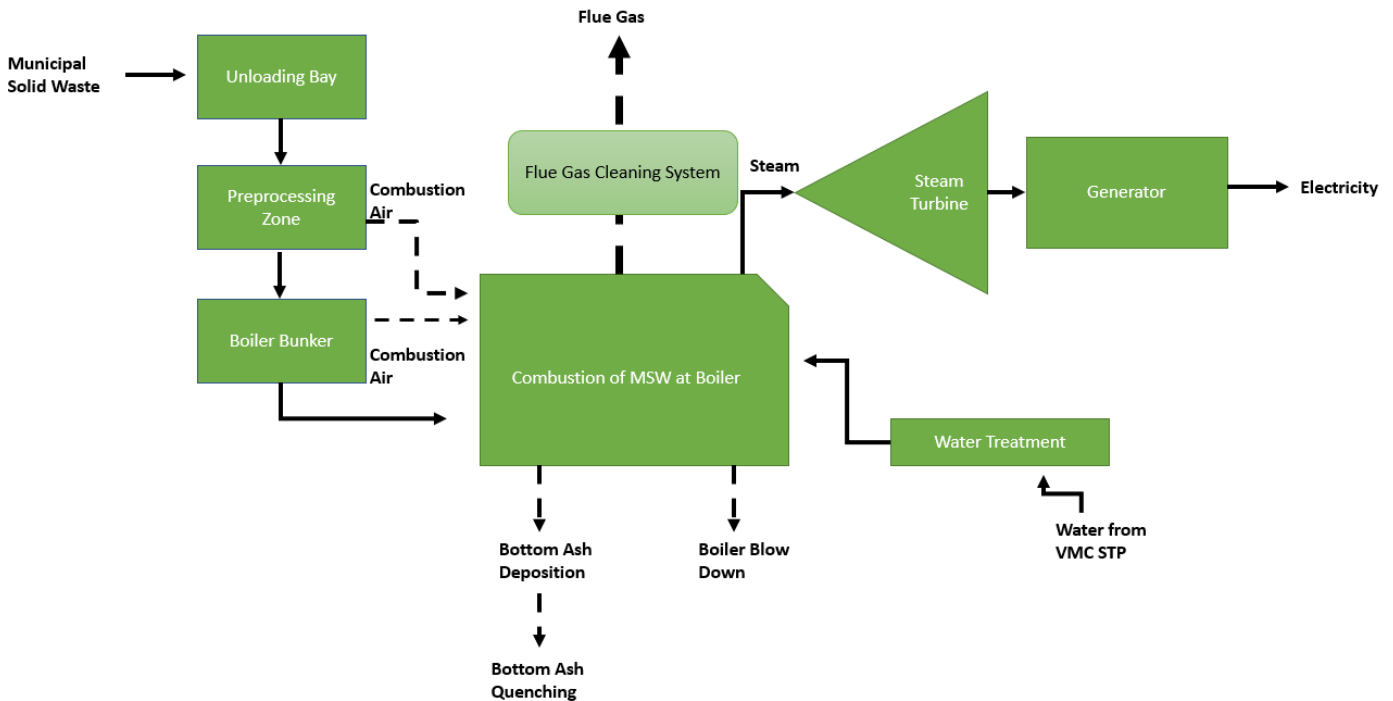 Flue Gas
Municipal
Solid Waste
Unloading Bay
Preprocessing
Zone
Combustion
Air
Flue Gas Cleaning System
Steam
Steam
Turbine
Generator
Electricity
Boiler Bunker
Combustion
Air
Combustion of MSW at Boiler
Water Treatment
Water from
VMC STP
Bottom Ash
Deposition
Boiler Blow
Down
Bottom Ash
Quenching